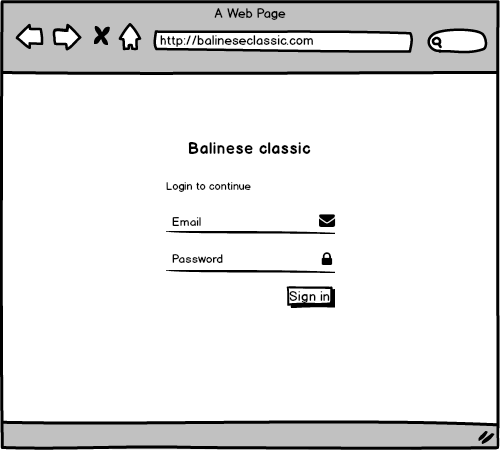 A Web Page
http://balineseclassic.com
Balinese classic
Login to continue
Email
Password
Sign in